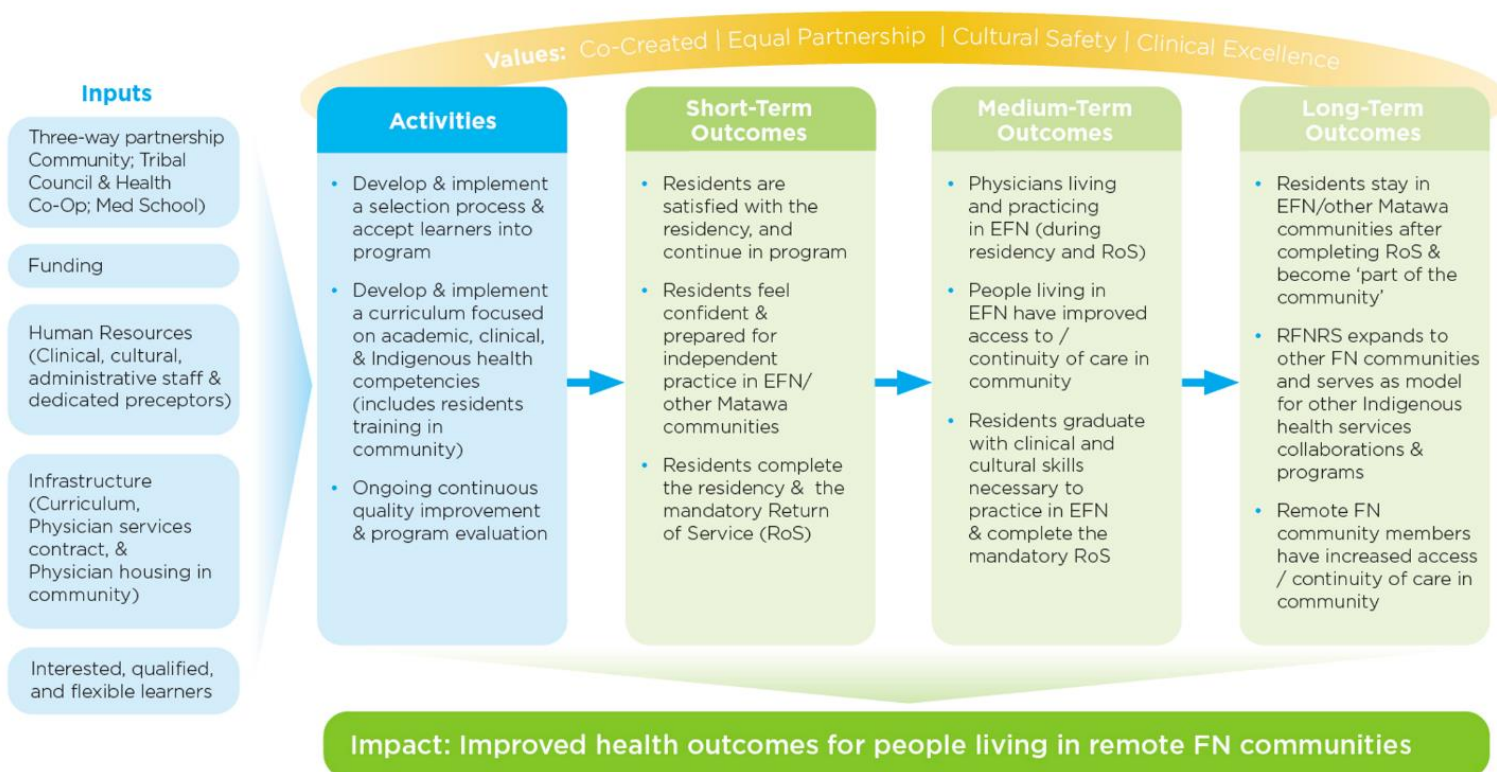 Values: Co-Created | Equal Partnership | Cultural Safety | Clinical Excellence
Inputs
Three-way partnership
Community; Tribal
Council & Health
Co-Op; Med School)
Funding
Human Resources
(Clinical, cultural,
administrative staff &
dedicated preceptors)
Infrastructure
(Curriculum,
Physician services
contract, &
Physician housing in
community)
Interested, qualified,
and flexible learners
Activities
• Develop & implement
a selection process &
accept learners into
program
• Develop & implement
a curriculum focused
on academic, clinical,
& Indigenous health
competencies
(includes residents
training in
community)
• Ongoing continuous
quality improvement
& program evaluation
Short-Term
Outcomes
• Residents are
satisfied with the
residency, and
continue in program
• Residents feel
confident &
prepared for
independent
practice in EFN/
other Matawa
communities
• Residents complete
the residency & the
mandatory Return
of Service (RoS)
Medium-Term
Outcomes
• Physicians living
and practicing
in EFN (during
residency and RoS)
• People living in
EFN have improved
access to /
continuity of care in
community
• Residents graduate
with clinical and
cultural skills
necessary to
practice in EFN
& complete the
mandatory RoS
Long-Term
Outcomes
• Residents stay in
EFN/other Matawa
communities after
completing RoS &
become ‘part of the
community’
• RFNRS expands to
other FN communities
and serves as model
for other Indigenous
health services
collaborations &
programs
• Remote FN
community members
have increased access
/ continuity of care in
community
Impact: Improved health outcomes for people living in remote FN communities